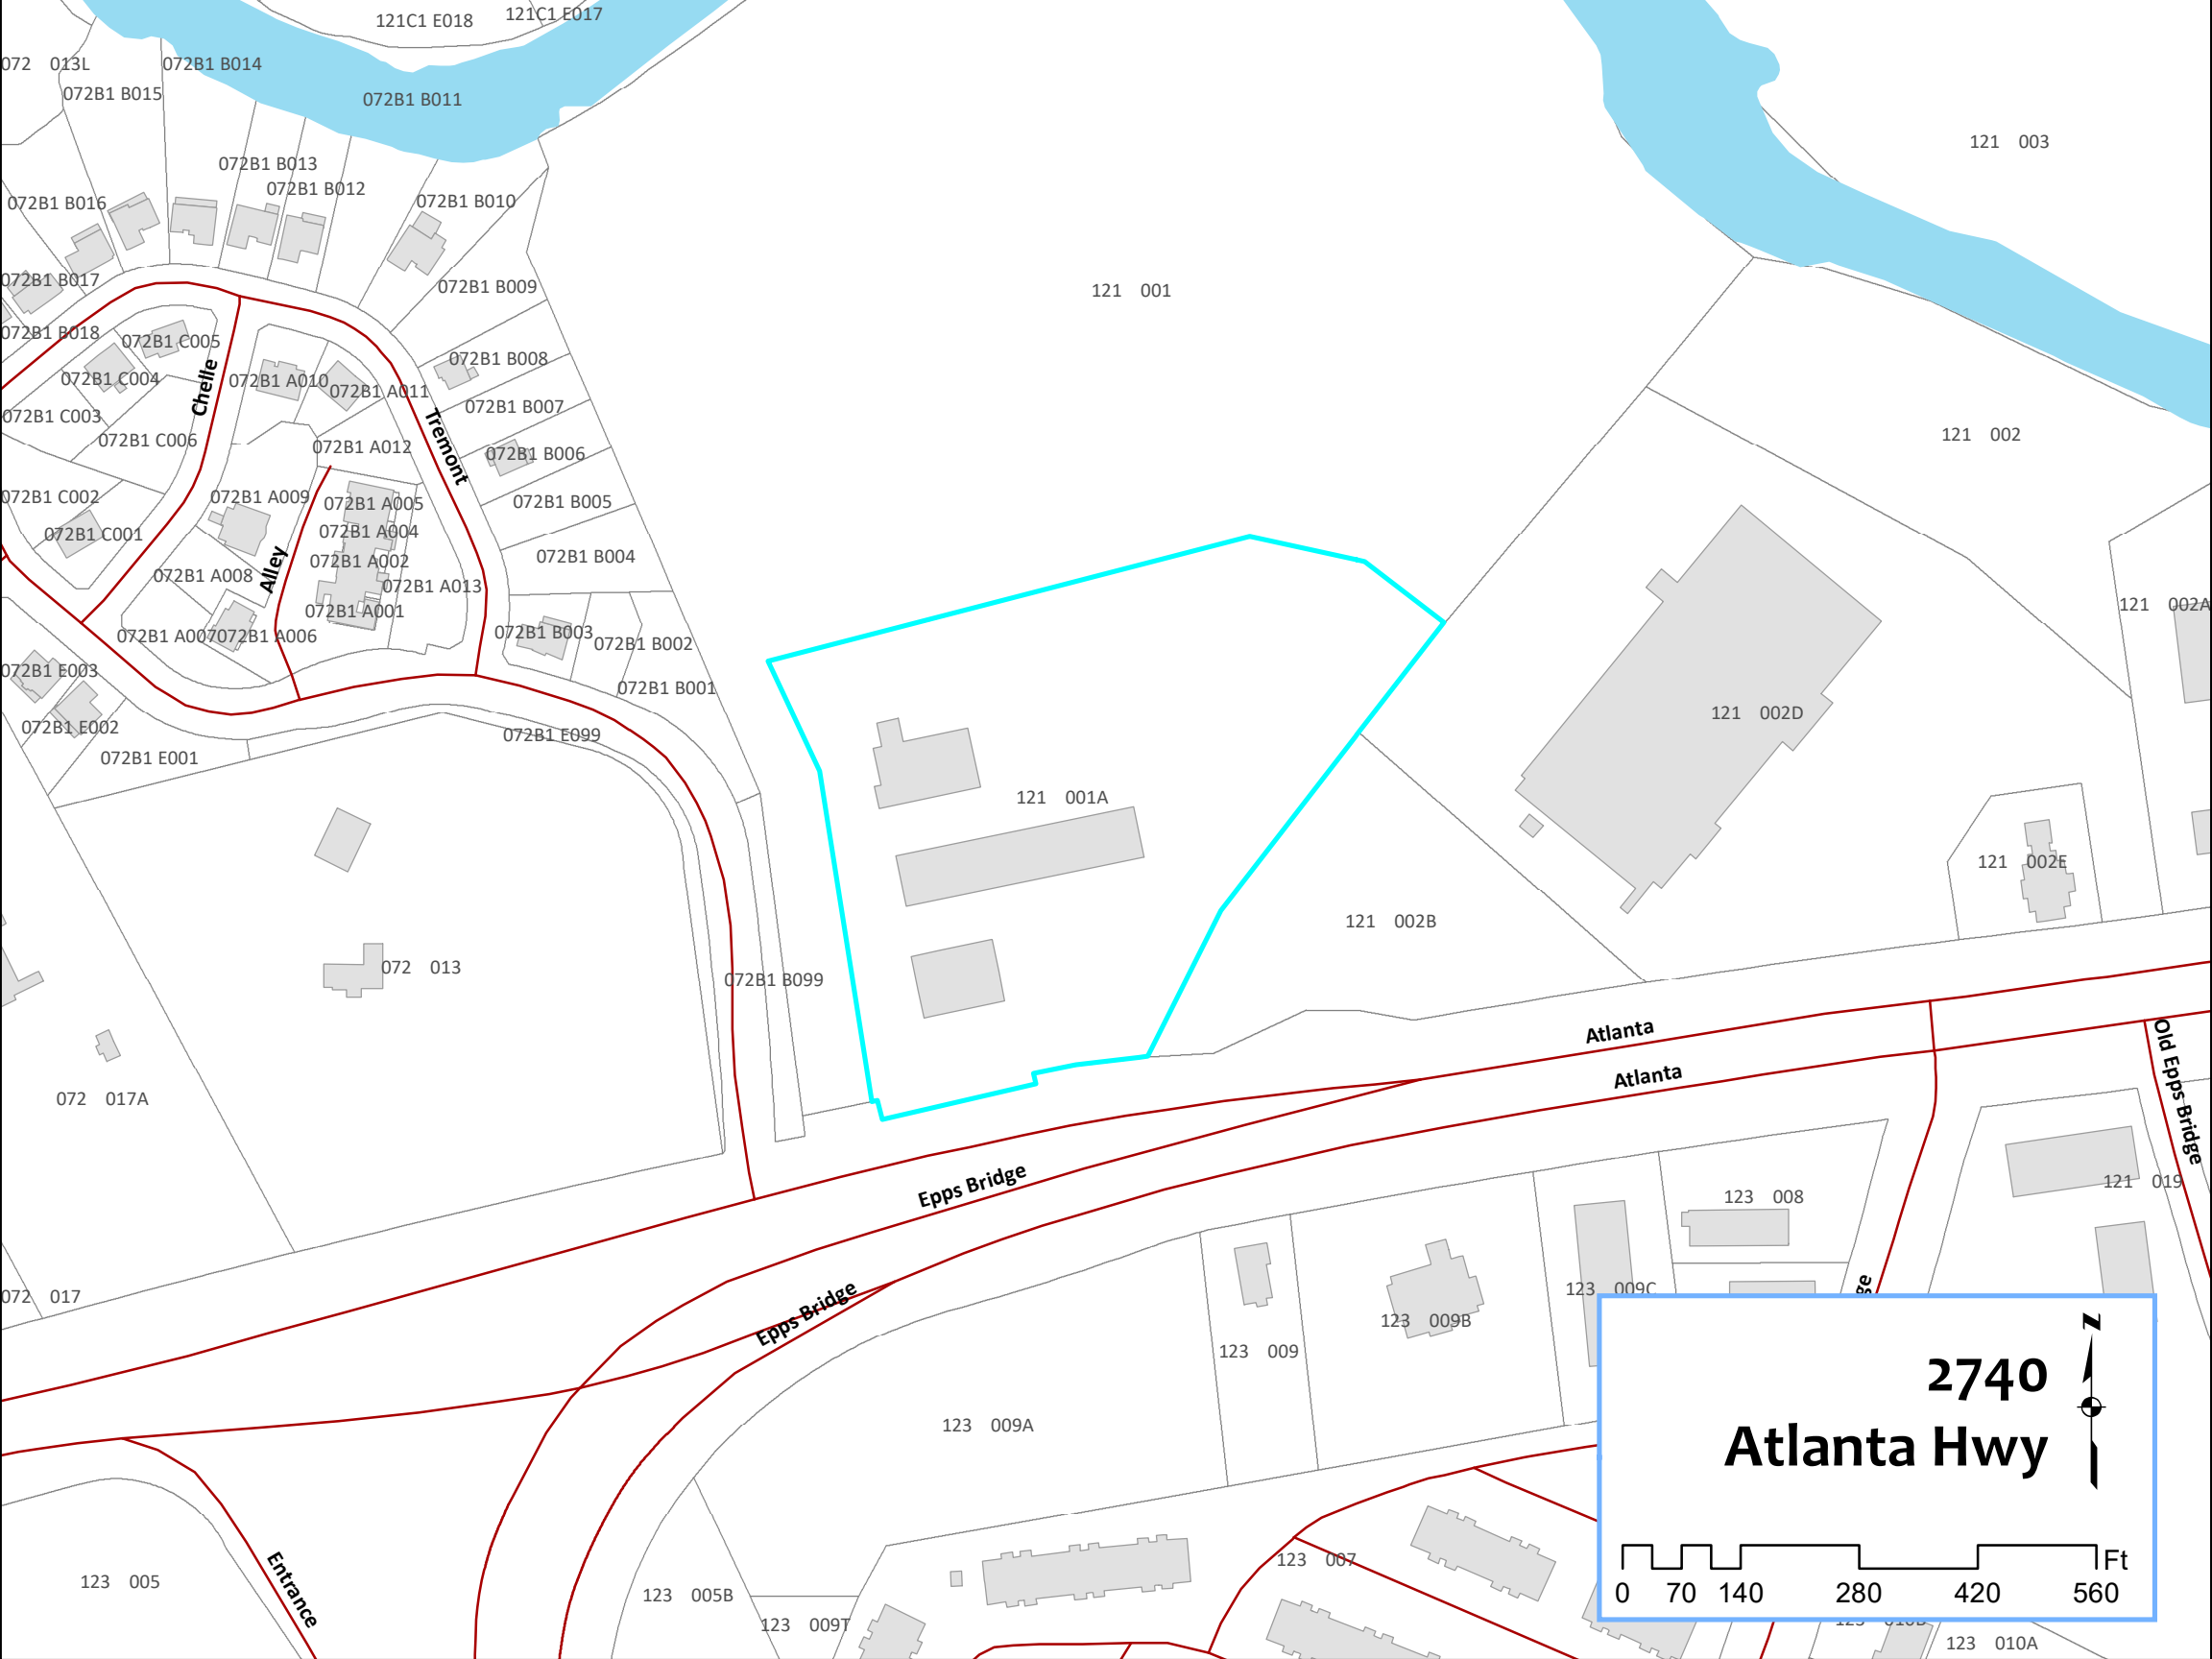 121C1 E018
121C1 E017
072 013L
072B1 B014
072B1 B015
072B1 B011
121 003
072B1 B013
072B1 B012
072B1 B016
072B1 B010
072B1 B017
072B1 B009
121 001
072B1 B018
072B1 C005
072B1 B008
072B1 C004
Chelle
072B1 A010
072B1 A011
072B1 C003
072B1 B007
Tremont
121 002
072B1 C006
072B1 A012
072B1 B006
072B1 C002
072B1 A009
072B1 A005
072B1 B005
072B1 C001
072B1 A004
072B1 A002
072B1 B004
Alley
072B1 A008
072B1 A013
072B1 A001
121 002A
072B1 A007
072B1 A006
072B1 B003
072B1 B002
072B1 E003
072B1 B001
121 002D
072B1 E002
072B1 E099
072B1 E001
121 001A
121 002E
121 002B
072 013
072B1 B099
Atlanta
Atlanta
Old Epps Bridge
072 017A
Epps Bridge
123 008
121 019
072 017
Epps Bridge
123 009C
123 009B
123 009
123 009A
2740
Atlanta Hwy
N
Ft
0 70 140 280 420 560
123 007
123 005
Entrance
123 005B
123 009T
123 010A